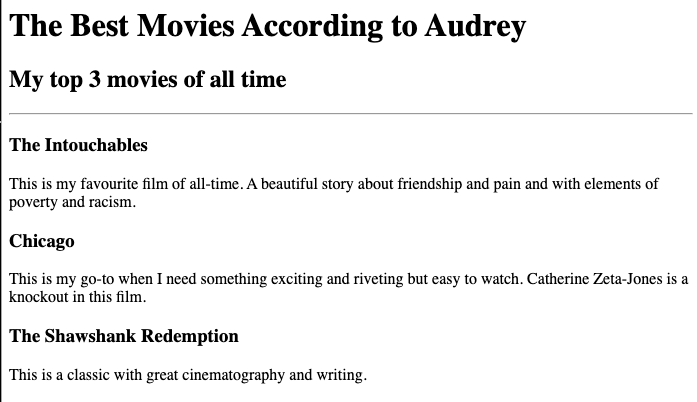 The Best Movies According to Audrey
My top 3 movies of all time
The Intouchables
This is my favourite film of all-time. A beautiful story about friendship and pain and with elements of
poverty and racism.
Chicago
This is my go-to when I need something exciting and riveting but easy to watch. Catherine Zeta-Jones is a
knockout in this film.
The Shawshank Redemption
This is a classic with great cinematography and writing.